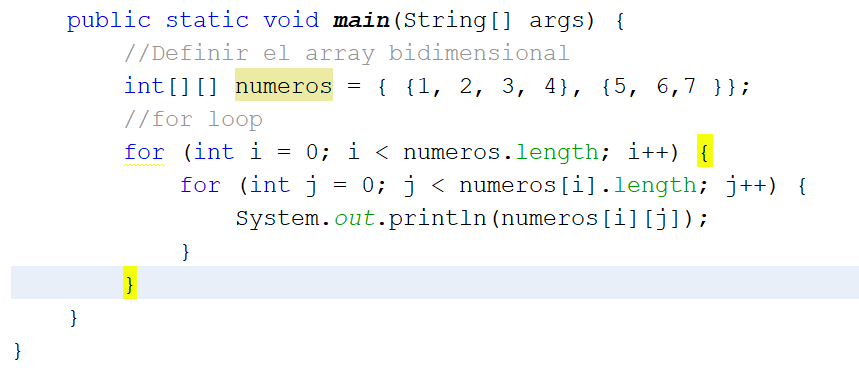 public static void main(String[] args) {
//Definir el array bidimensional
int[][] numeros = { {1, 2, 3, 4}, {5, 6,7 }};
//for loop
for (int i = 0; i < numeros.length; i++) {
for (int j = 0; j < numeros[i].length; j++) {
System.out.println(numeros[i][j]);
}
}
}
}